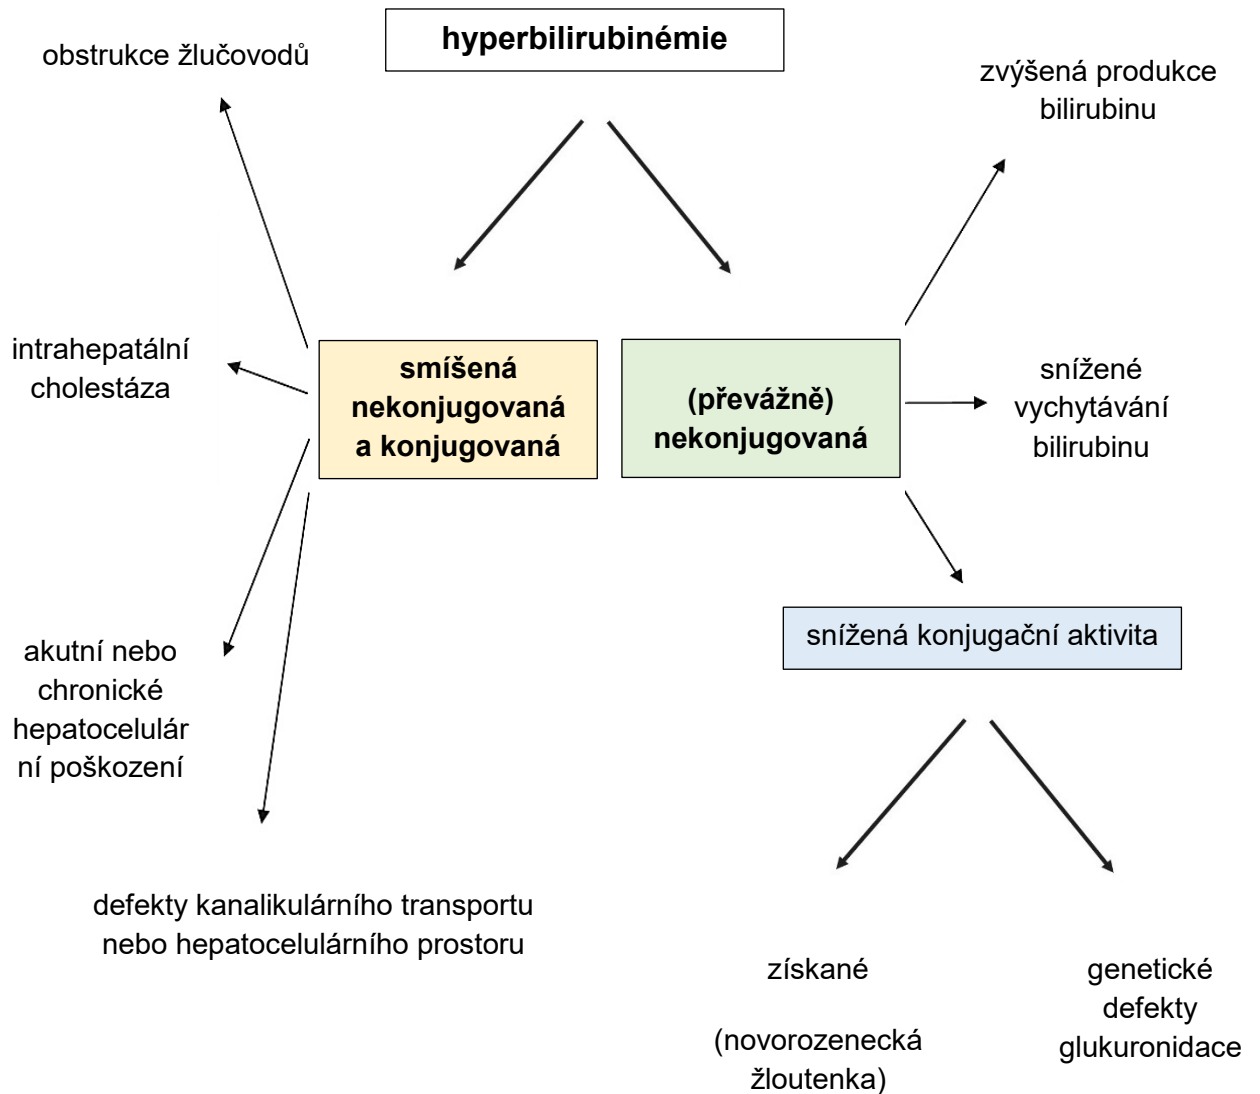 hyperbilirubinémie
obstrukce žlučovodů
zvýšená produkce
bilirubinu
intrahepatální
cholestáza
smíšená
nekonjugovaná
a konjugovaná
(převážně)
nekonjugovaná
snížené
vychytávání
bilirubinu
snížená konjugační aktivita
akutní nebo
chronické
hepatocelulár
ní poškození
defekty kanalikulárního transportu
nebo hepatocelulárního prostoru
získané
(novorozenecká
žloutenka)
genetické
defekty
glukuronidace